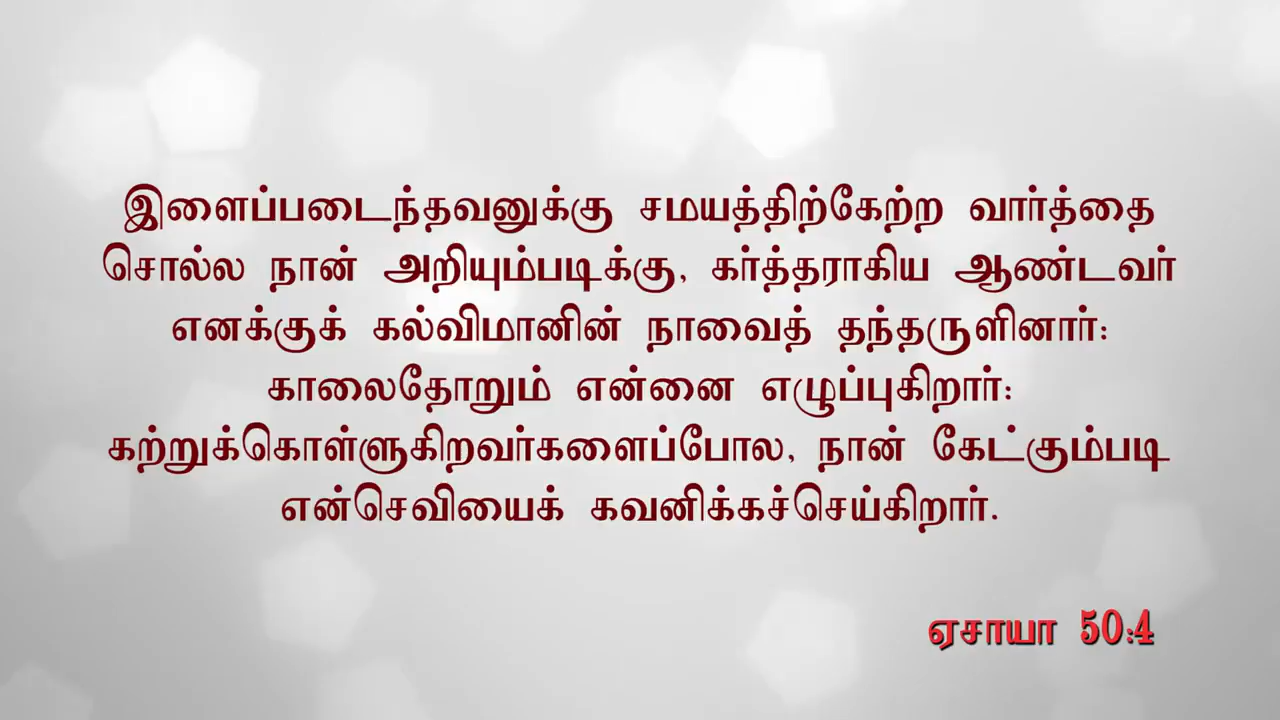 இளைப்படைந்தவனுக்கு சமயத்திற்கேற்ற வார்த்தை
சொல்ல நான் அறியும்படிக்கு, கர்த்தராகிய ஆண்டவர்
எனக்குக் கல்விமானின் நாவைத் தந்தருளினார்:
காலைதோறும் என்னை எழுப்புகிறார்:
கற்றுக்கொள்ளுகிறவர்களைப்போல, நான் கேட்கும்படி
என்செவியைக் கவனிக்கச்செய்கிறார்.
ஏசாயா 50:4